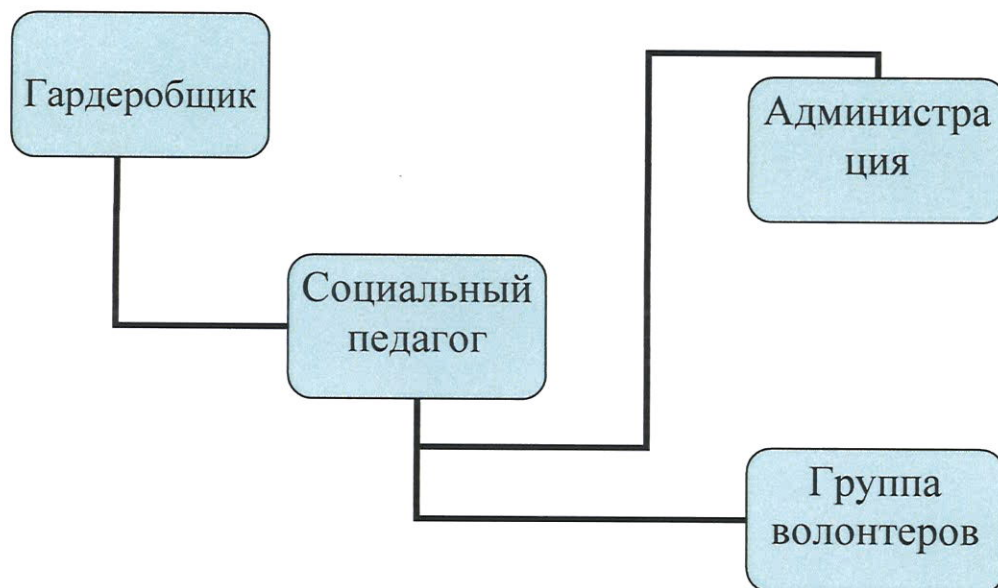 Гардеробщик
Администра
ция
Социальный
педагог
Группа
волонтеров